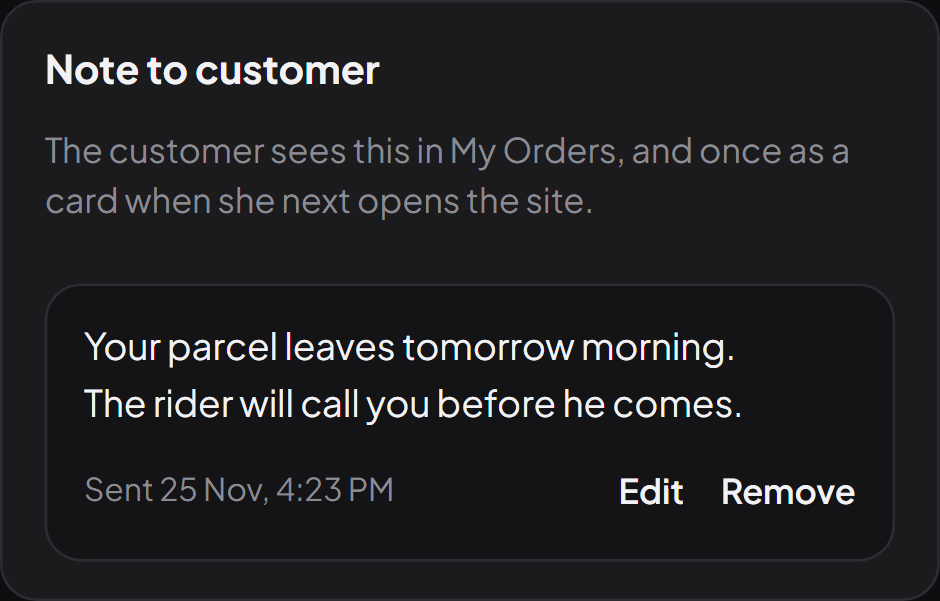 Note to customer
The customer sees this in My Orders, and once as a
card when she next opens the site.
Your parcel leaves tomorrow morning.
The rider will call you before he comes.
Sent 25 Nov, 4:23 PM
Edit
Remove